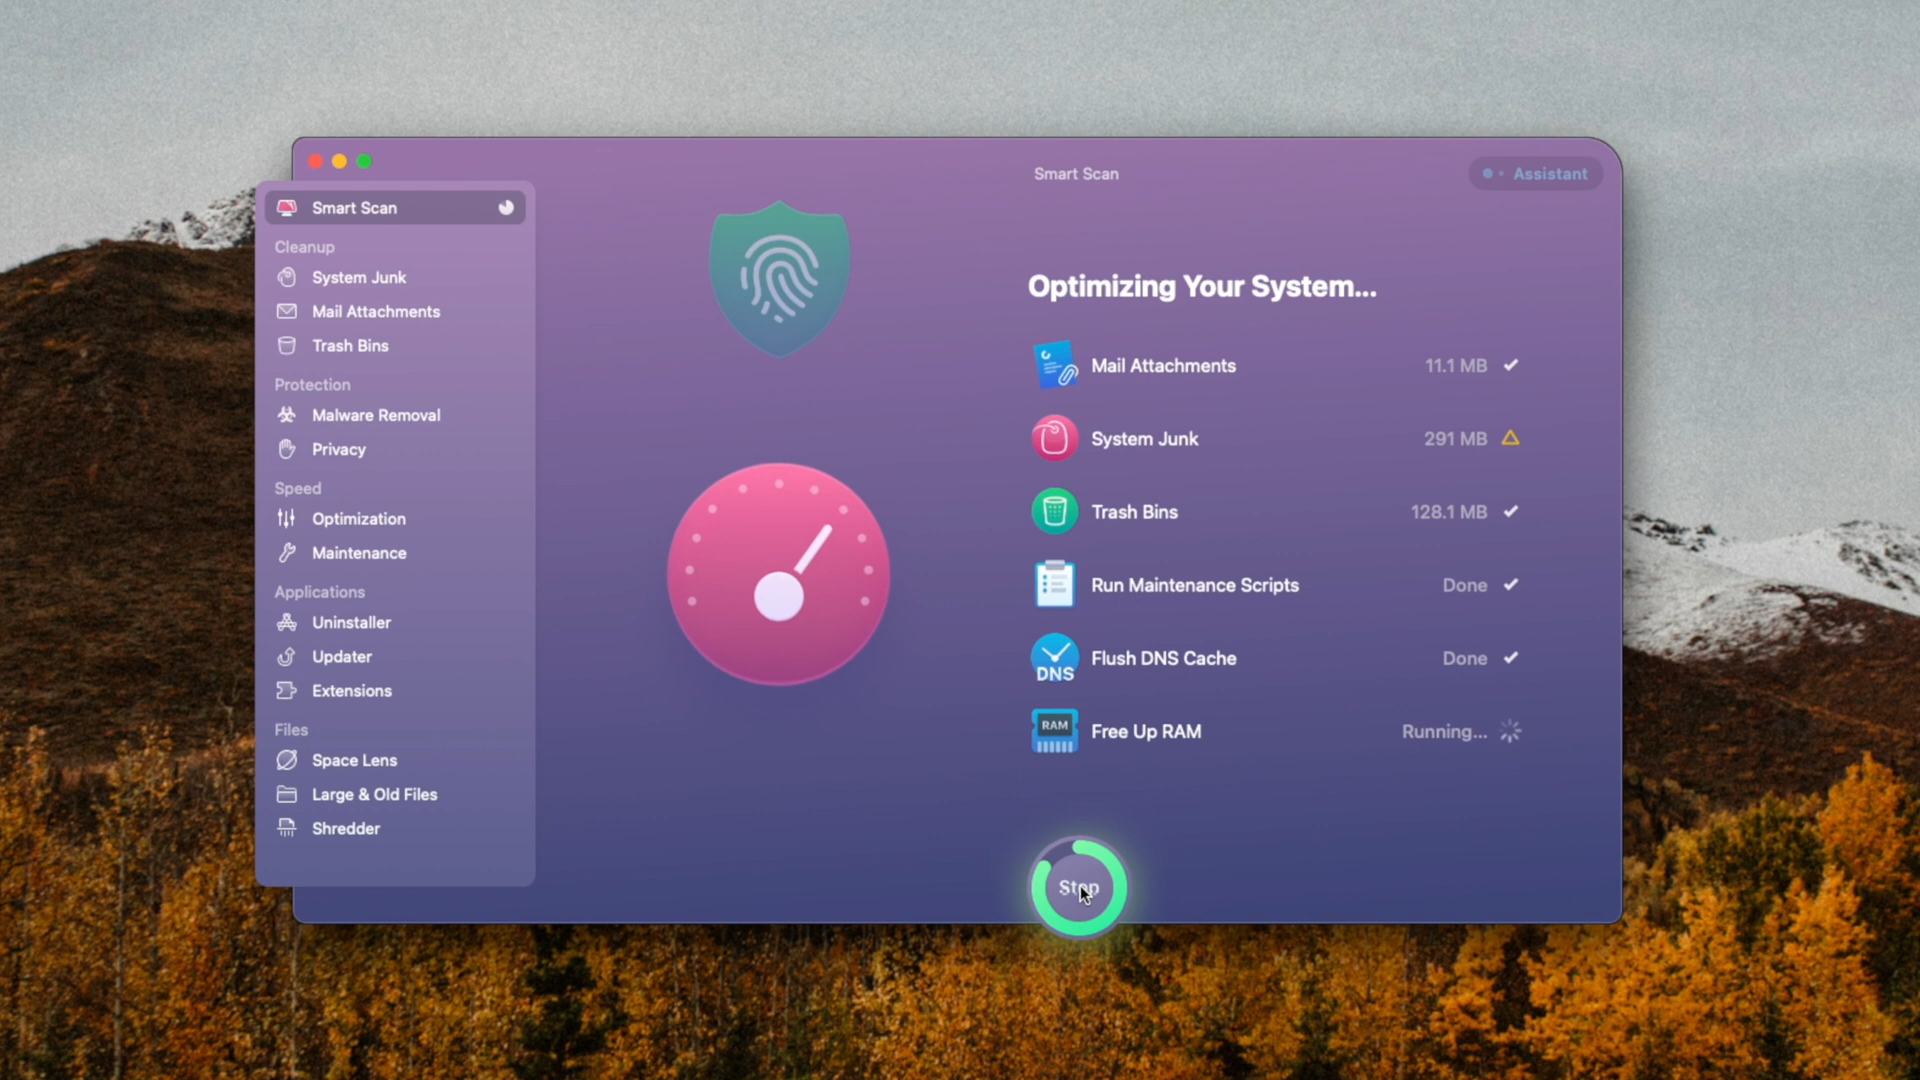 Smart Scan
Assistant
Smart Scan
Cleanup
System Junk
Mail Attachments
Trash Bins
Protection
Malware Removal
Privacy
Speed
Optimization
Maintenance
Applications
Uninstaller
Updater
Extensions
Files
Space Lens
Large & Old Files
Shredder
Optimizing Your System...
Mail Attachments 11.1 MB
System Junk 291 MB
Trash Bins 128.1 MB
Run Maintenance Scripts Done
DNS Flush DNS Cache Done
RAM Free Up RAM Running...
Stop